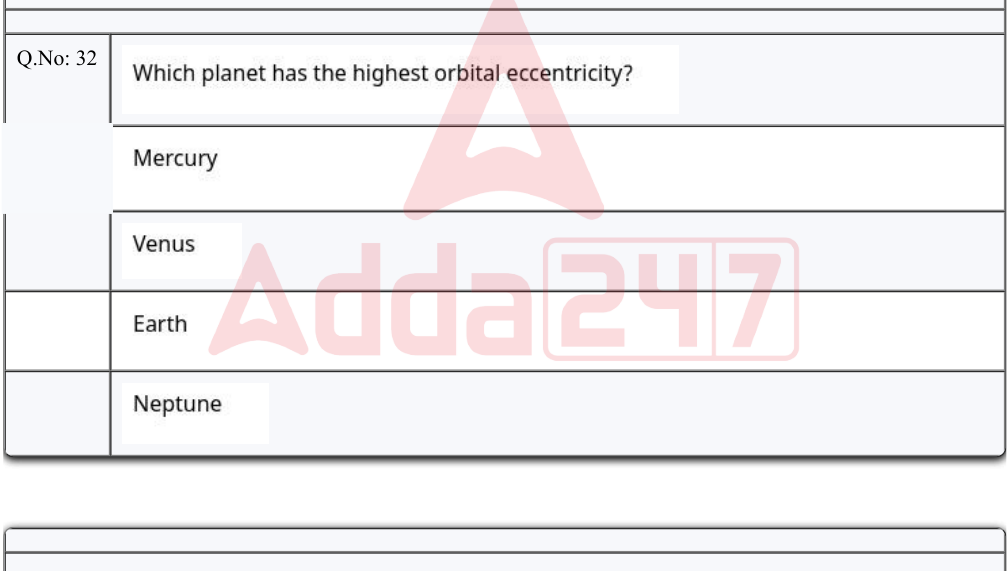 Q.No: 32
Which planet has the highest orbital eccentricity?
Mercury
Venus
Adda247
Earth
Neptune